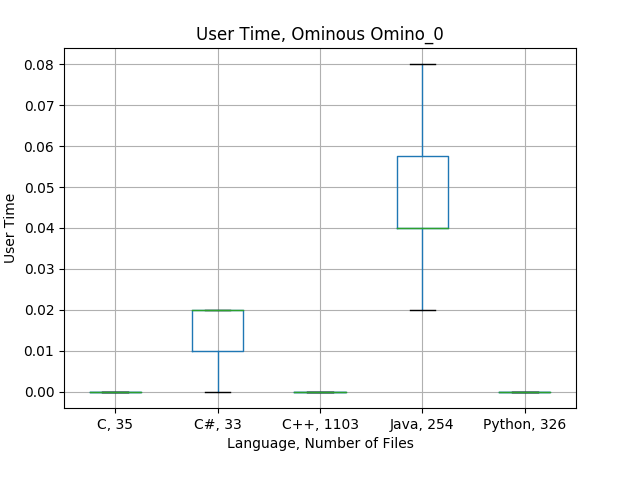 User Time, Ominous Omino_0
0.08
0.07
0.06
0.05
0.04
0.03
0.02
0.01
0.00
User Time
C, 35
C#, 33
C++, 1103
Java, 254
Python, 326
Language, Number of Files